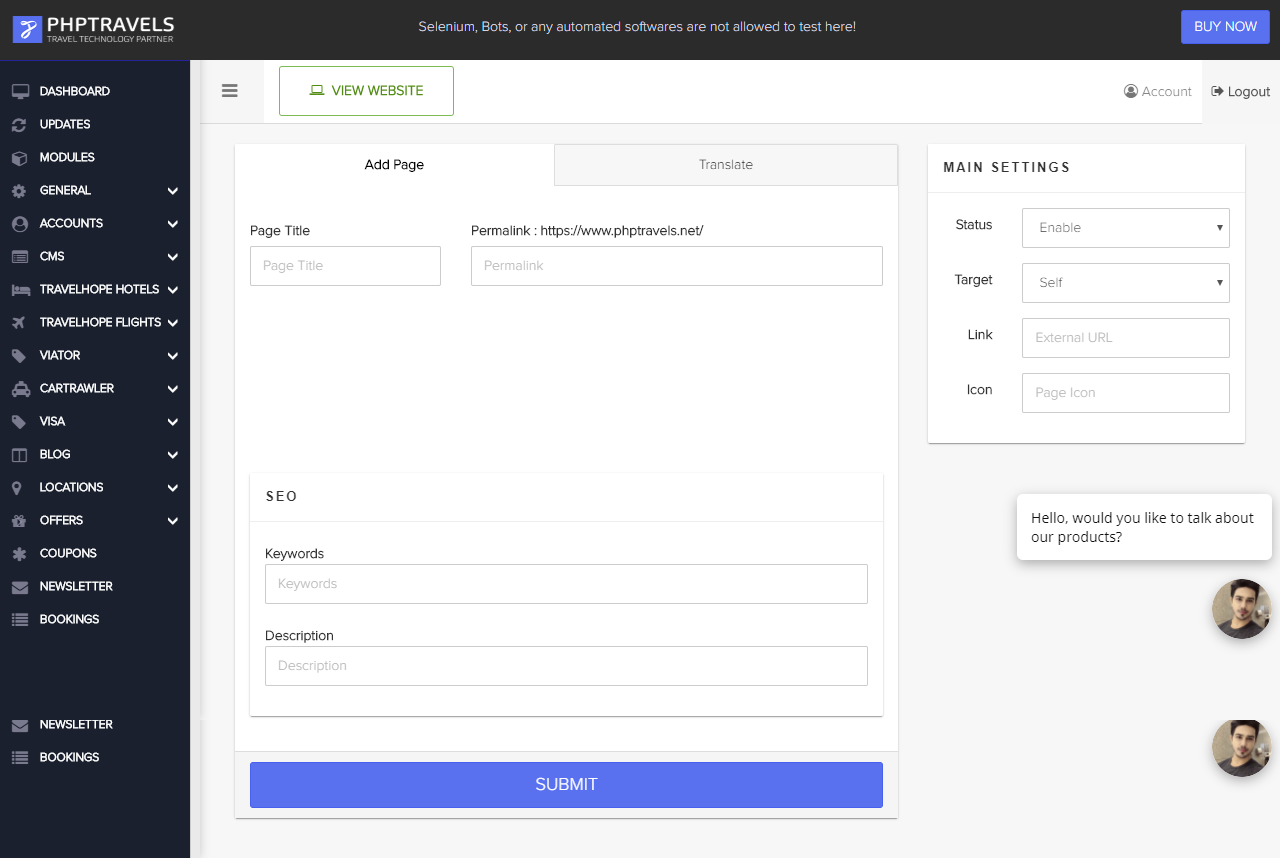 PHPTRAVELS
TRAVEL TECHNOLOGY PARTNER
Selenium, Bots, or any automated softwares are not allowed to test here!
BUY NOW
DASHBOARD
UPDATES
MODULES
GENERAL
ACCOUNTS
CMS
TRAVELHOPE HOTELS
TRAVELHOPE FLIGHTS
VIATOR
CARTRAWLER
VISA
BLOG
LOCATIONS
OFFERS
COUPONS
NEWSLETTER
BOOKINGS
NEWSLETTER
BOOKINGS
VIEW WEBSITE
Account
Logout
Add Page
Translate
Page Title
Permalink : https://www.phptravels.net/
Page Title
Permalink
SEO
Keywords
Keywords
Description
Description
SUBMIT
MAIN SETTINGS
Status
Enable
Target
Self
Link
External URL
Icon
Page Icon
Hello, would you like to talk about
our products?